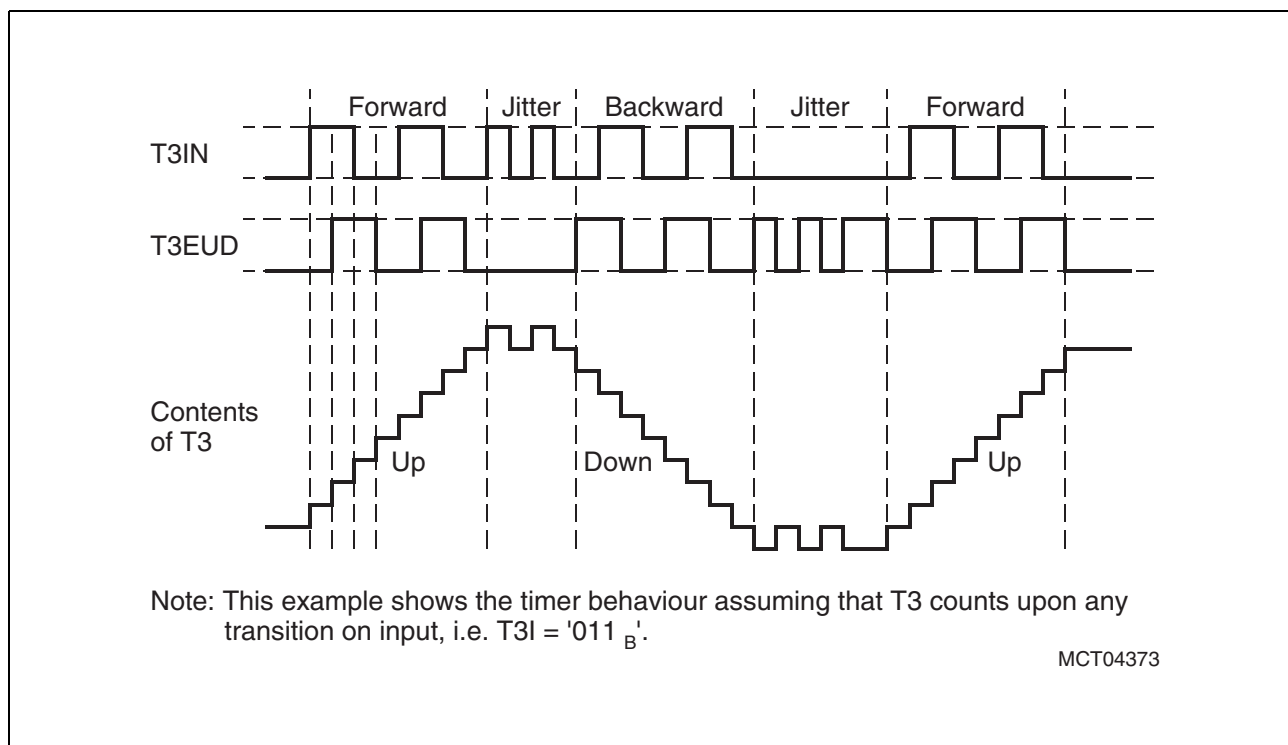 Forward Jitter Backward Jitter Forward
T3IN
T3EUD
Contents
of T3
Up Down Up
Note: This example shows the timer behaviour assuming that T3 counts upon any
transition on input, i.e. T3I = '011 B'.
MCT04373